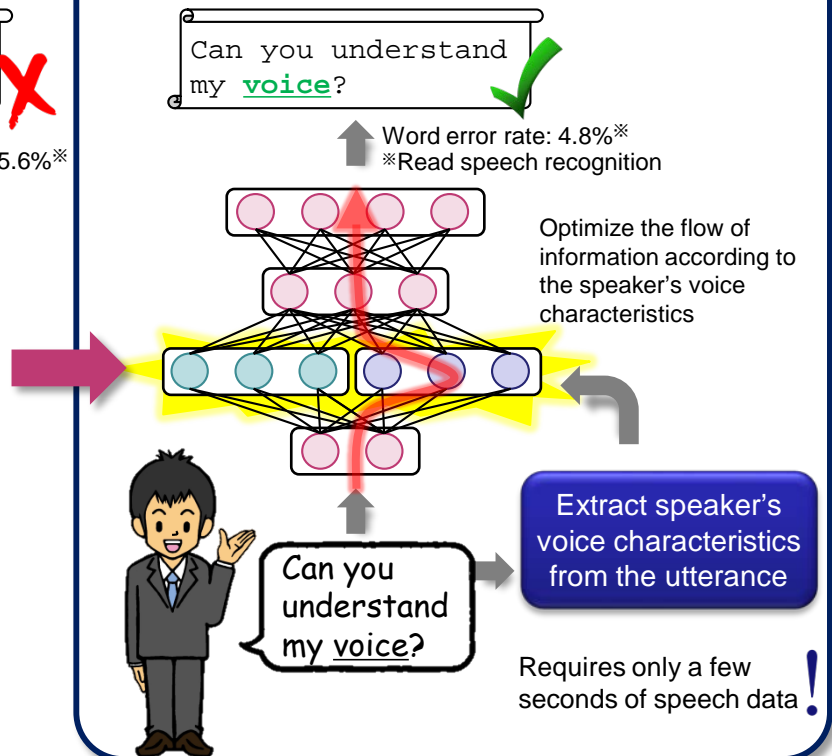 Can you understand
my voice?
5.6%※
Word error rate: 4.8%※
※Read speech recognition
Optimize the flow of
information according to
the speaker's voice
characteristics
Can you
understand
my voice?
Extract speaker's
voice characteristics
from the utterance
Requires only a few
seconds of speech data !